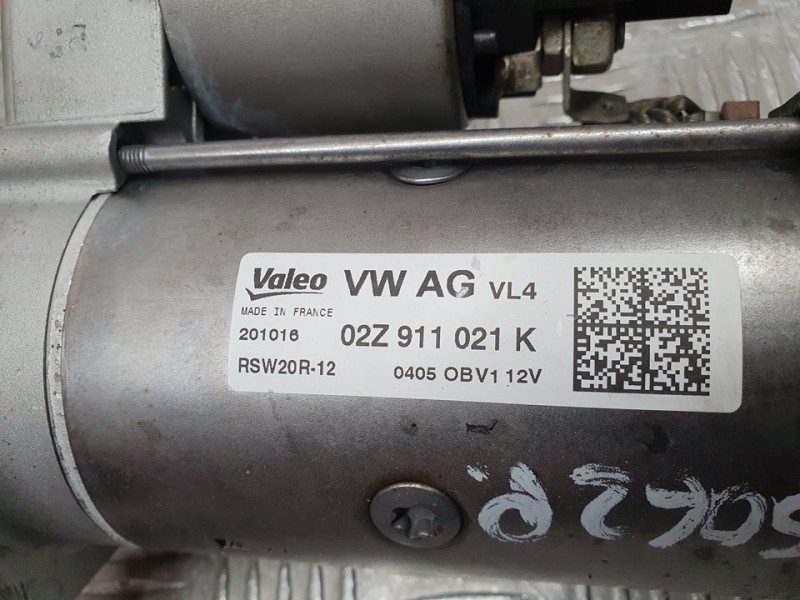 Valeo VW AG VL4
MADE IN FRANCE
201016 02Z 911 021 K
RSW20R-12 0405 OBV1 12V